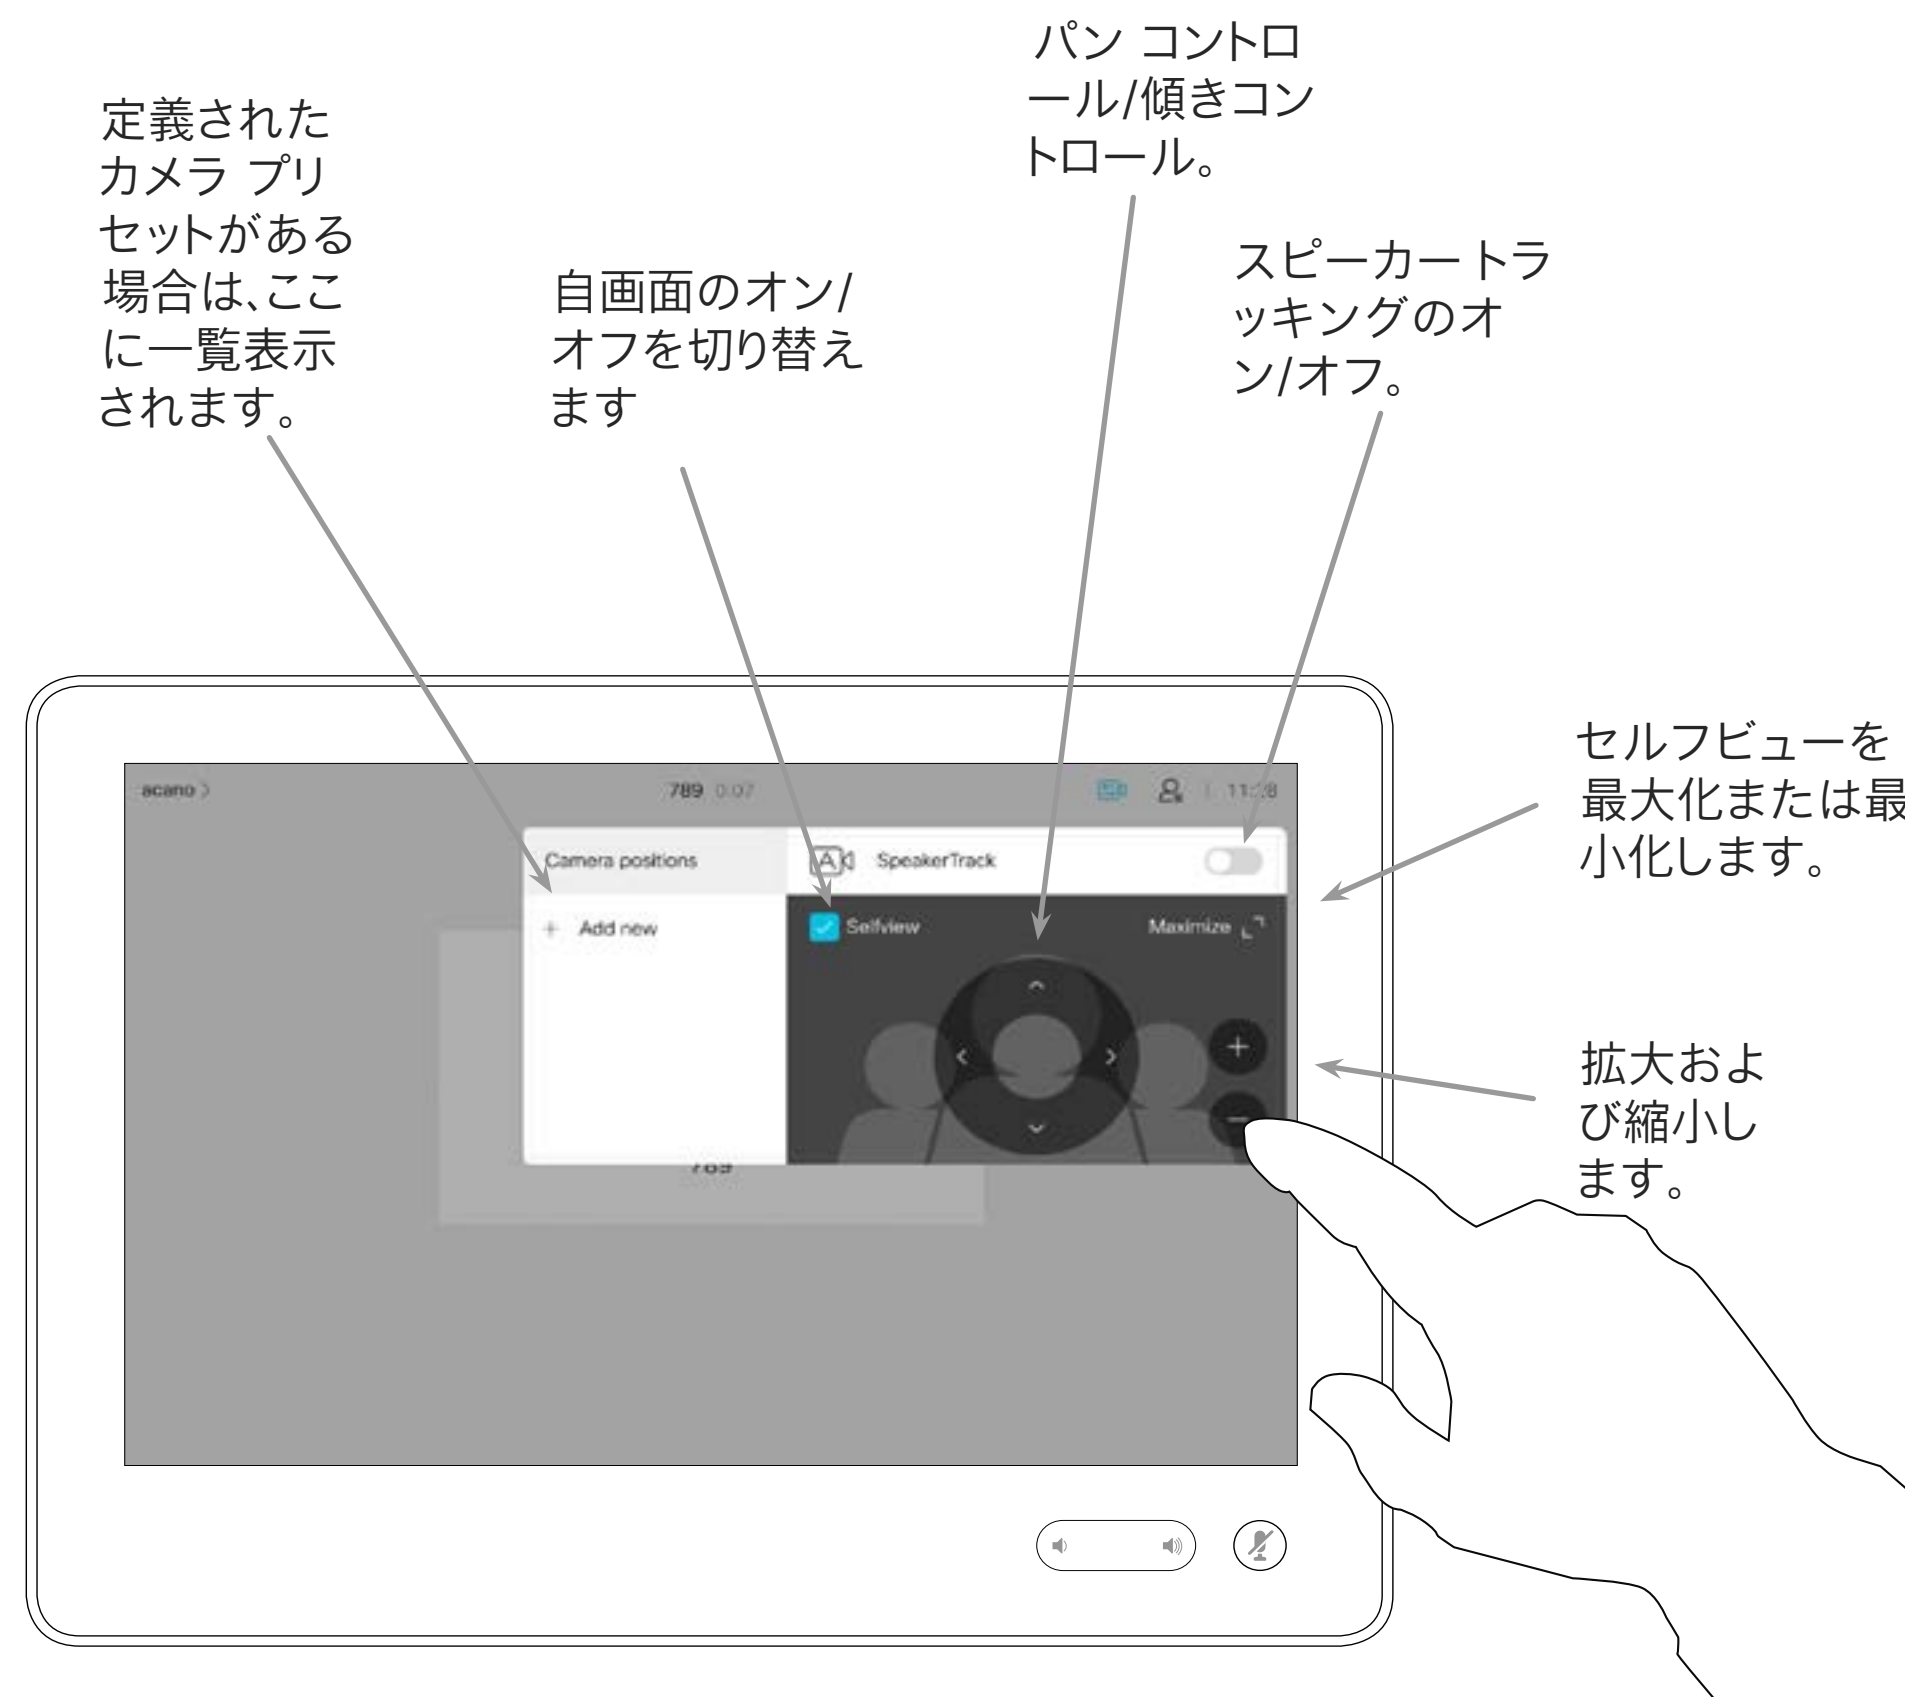 パン コントロ
ール/傾きコン
トロール。
定義された
カメラ プリ
セットがある
場合は、ここ
に一覧表示
されます。
自画面のオン/
オフを切り替え
ます
スピーカートラ
ッキングのオ
ン/オフ。
セルフビューを
最大化または最
小化します。
拡大およ
び縮小し
ます。
acano
789 0:07
Camera positions
A SpeakerTrack
+ Add new
Selfview
Maximize
789